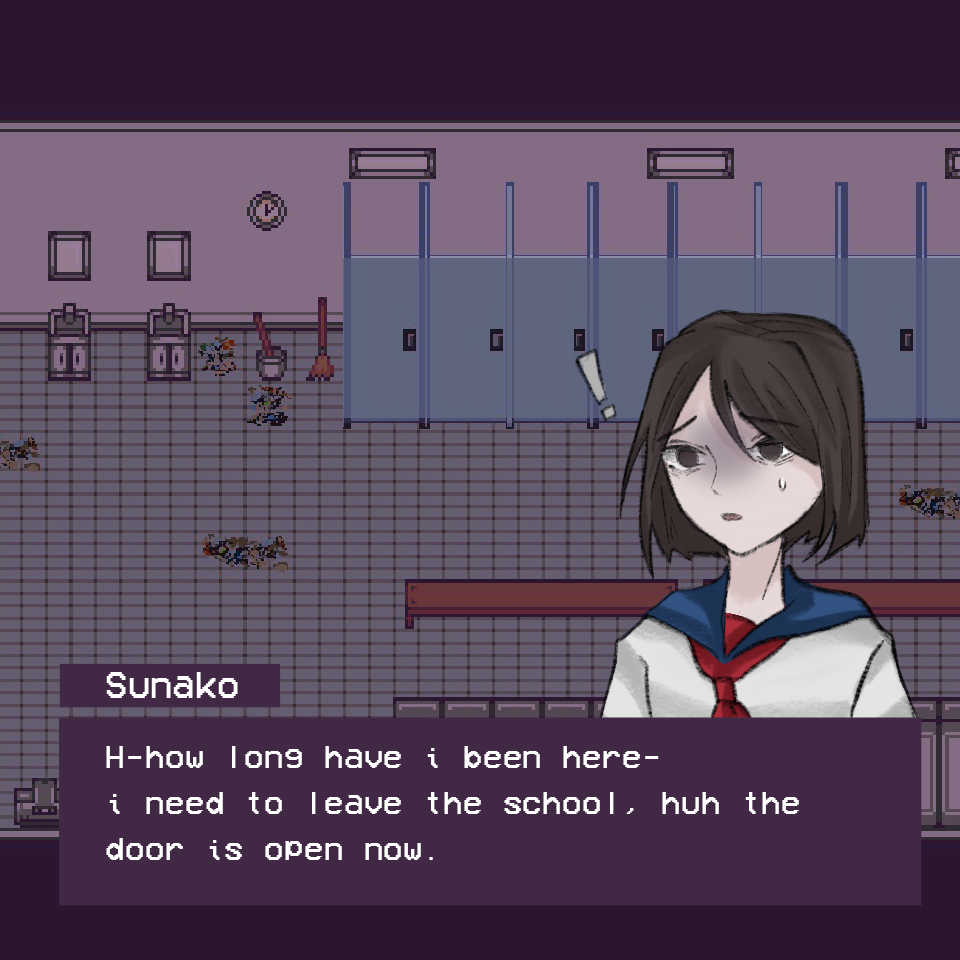 Sunako
H-how long have i been here-
i need to leave the school, huh the
door is open now.